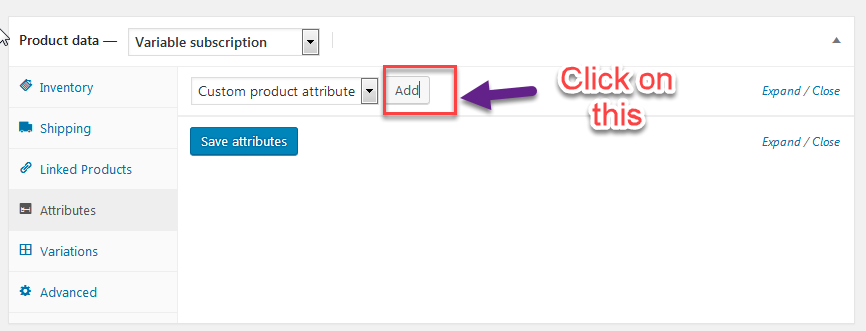 Product data — Variable subscription
Inventory
Custom product attribute Add Expand / Close
Click on
this
Shipping
Save attributes Expand / Close
Linked Products
Attributes
Variations
Advanced